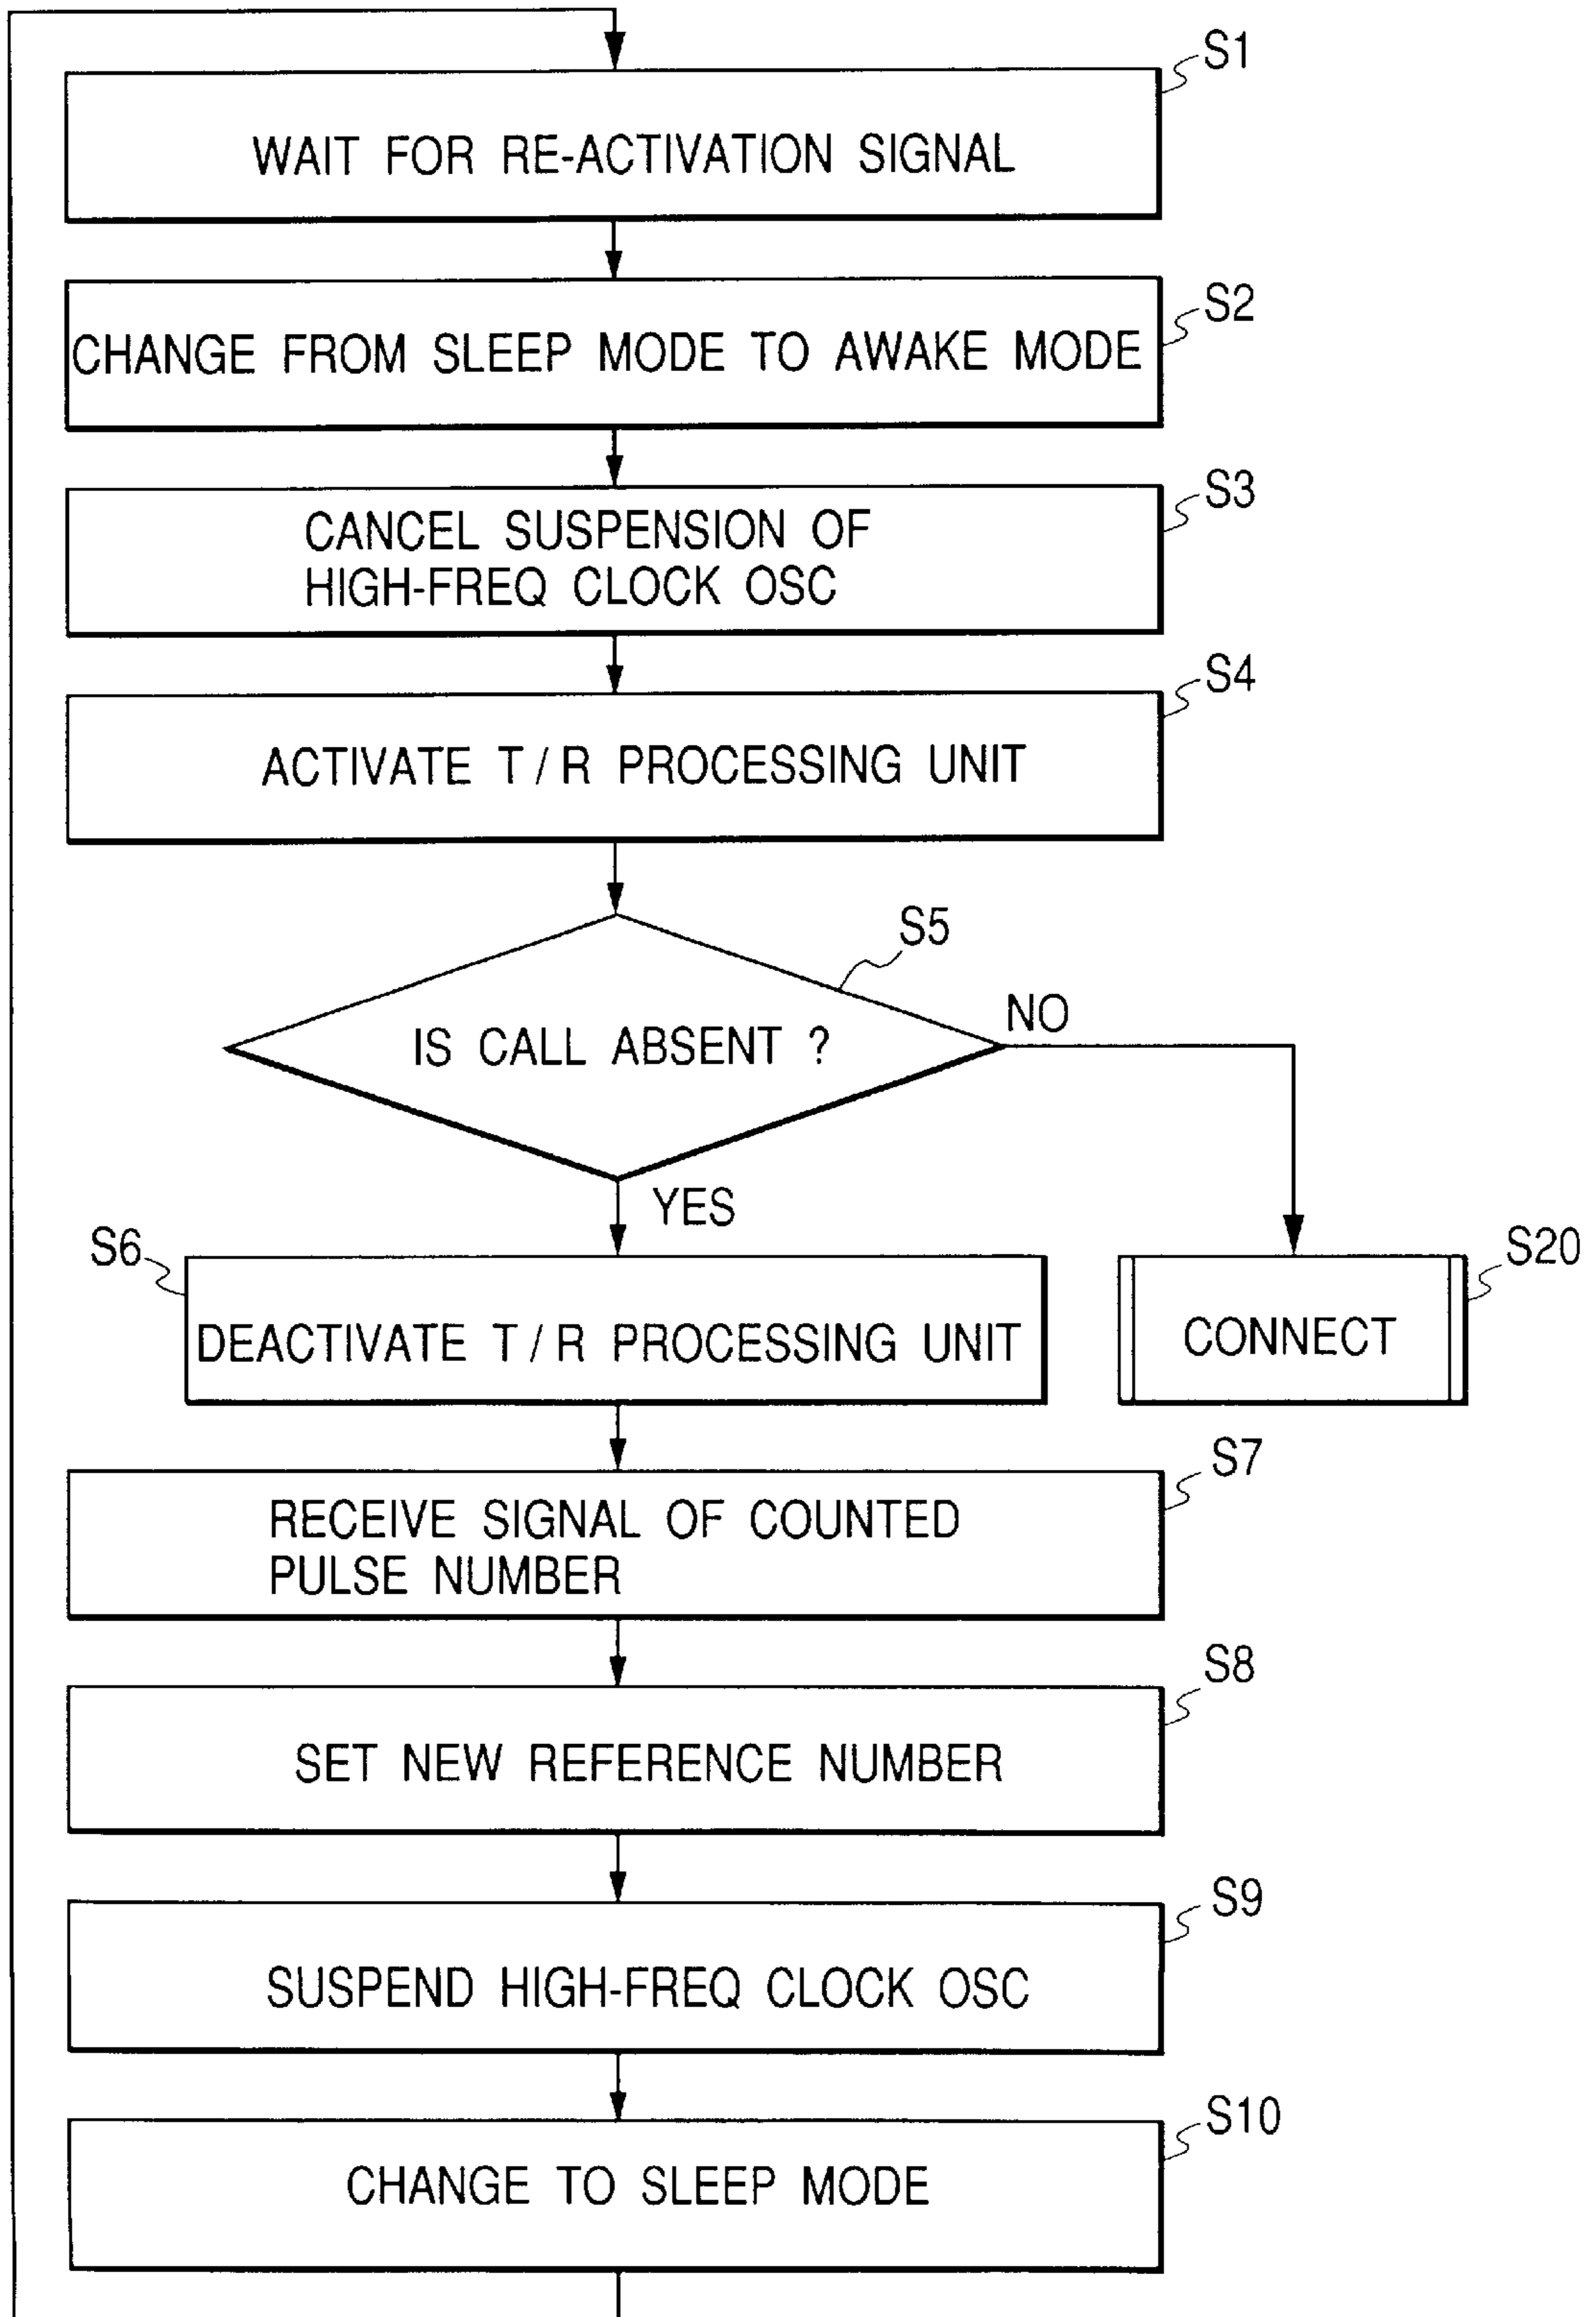 S1
WAIT FOR RE-ACTIVATION SIGNAL
S2
CHANGE FROM SLEEP MODE TO AWAKE MODE
S3
CANCEL SUSPENSION OF
HIGH-FREQ CLOCK OSC
S4
ACTIVATE T/R PROCESSING UNIT
S5
IS CALL ABSENT ?
NO
YES
S6
DEACTIVATE T/R PROCESSING UNIT
S20
CONNECT
S7
RECEIVE SIGNAL OF COUNTED
PULSE NUMBER
S8
SET NEW REFERENCE NUMBER
S9
SUSPEND HIGH-FREQ CLOCK OSC
S10
CHANGE TO SLEEP MODE